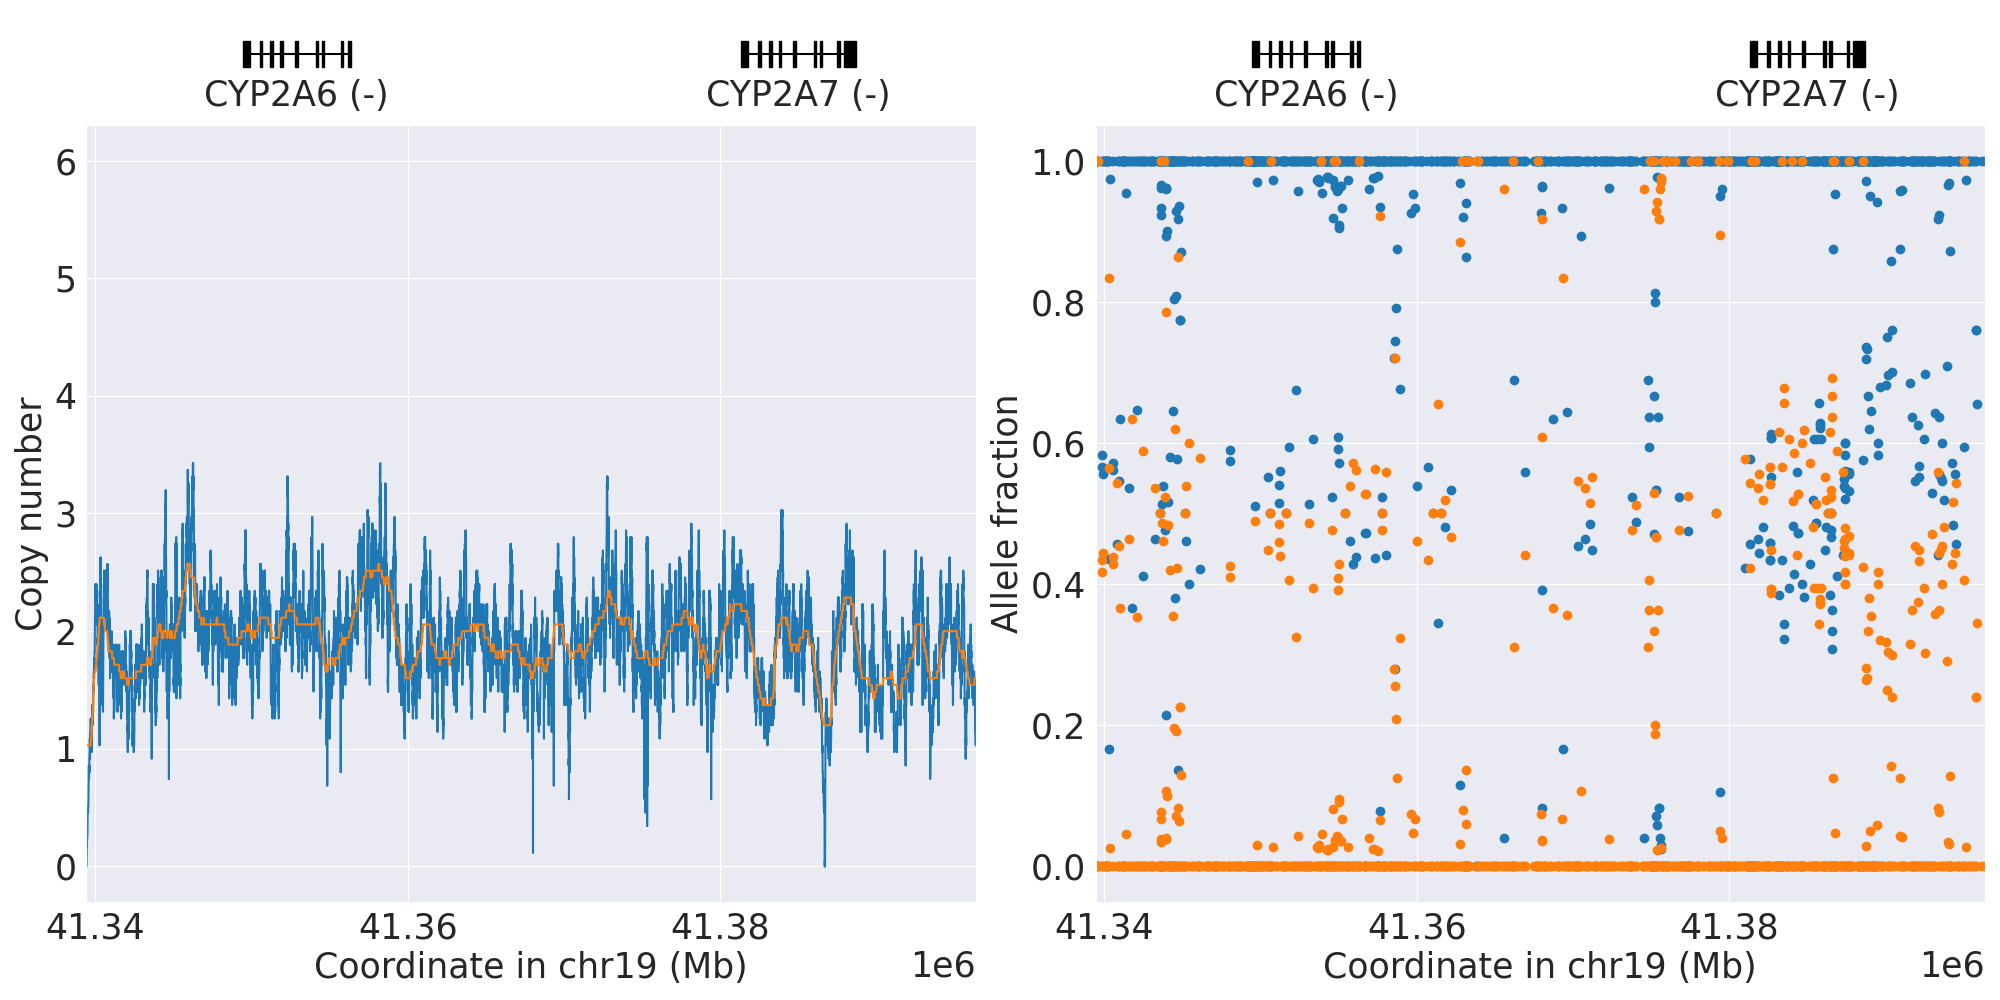 CYP2A6 (-)
CYP2A7 (-)
6
5
4
3
2
1
0
Copy number
41.34
41.36
41.38
Coordinate in chr19 (Mb)
1e6
CYP2A6 (-)
CYP2A7 (-)
1.0
0.8
0.6
0.4
0.2
0.0
Allele fraction
41.34
41.36
41.38
Coordinate in chr19 (Mb)
1e6